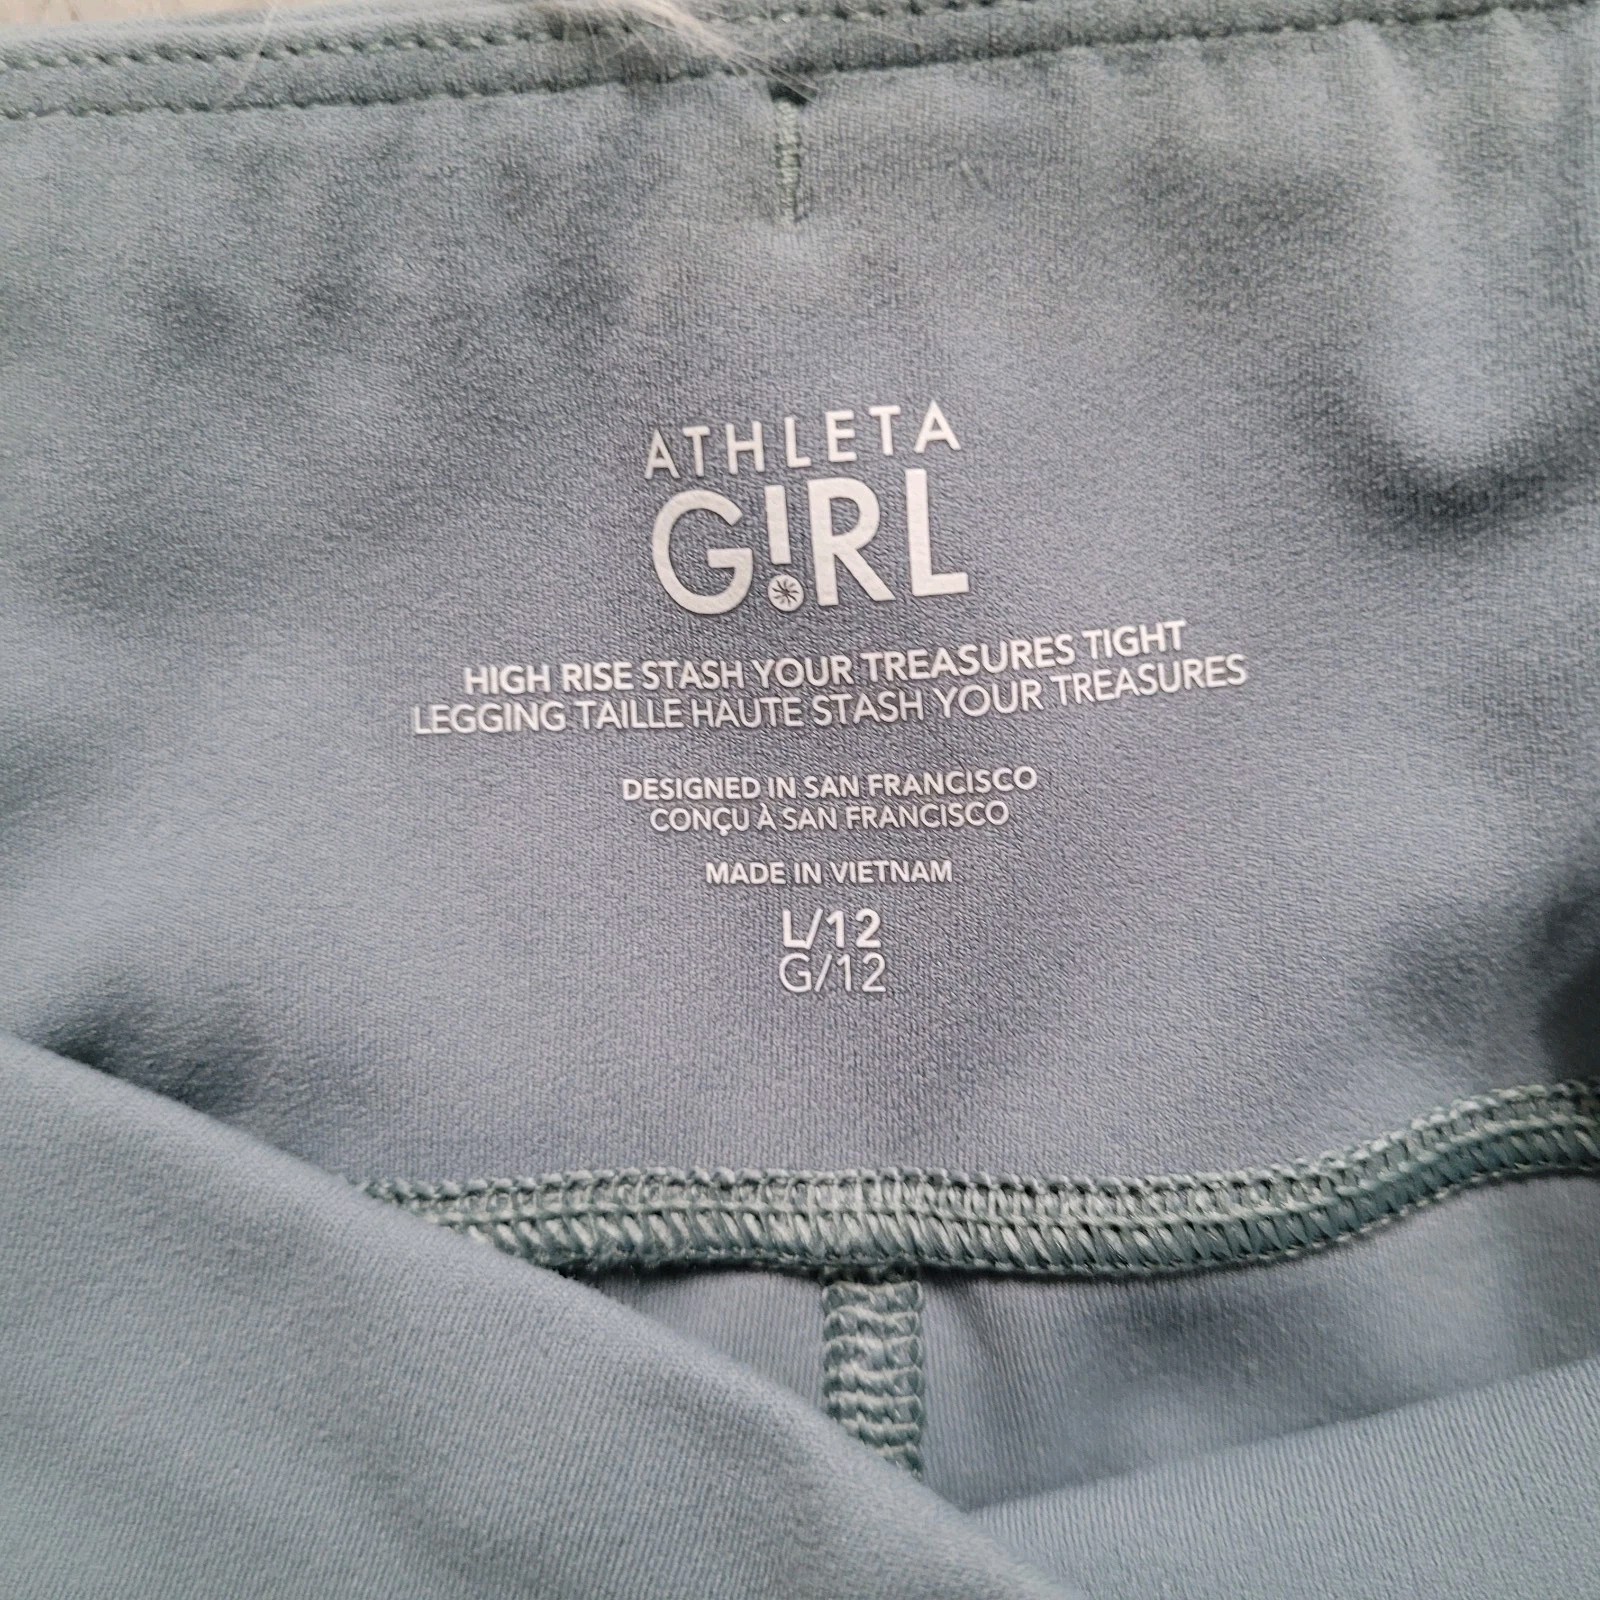 ATHLETA
G!RL
HIGH RISE STASH YOUR TREASURES TIGHT
LEGGING TAILLE HAUTE STASH YOUR TREASURES
DESIGNED IN SAN FRANCISCO
CONÇU À SAN FRANCISCO
MADE IN VIETNAM
L/12
G/12